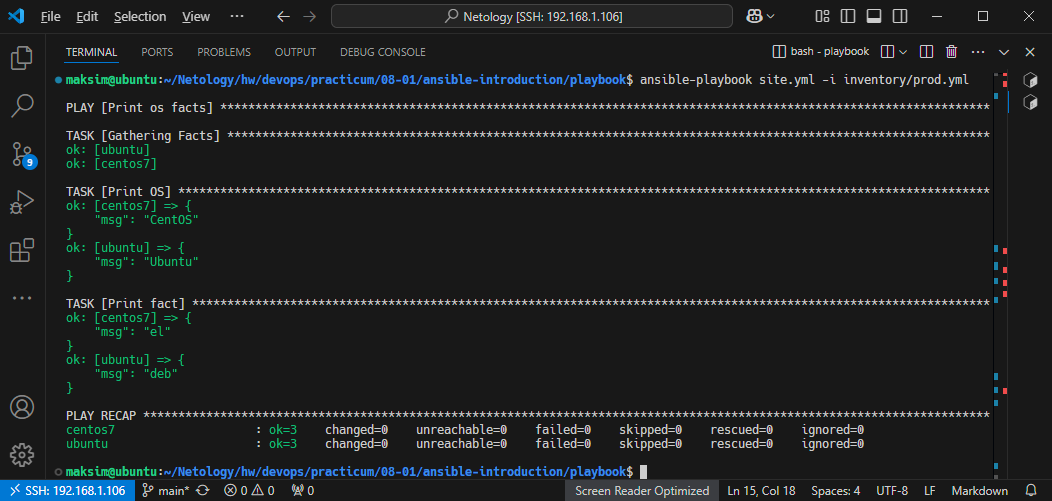 File Edit Selection View ··· Netology [SSH: 192.168.1.106]
TERMINAL PORTS PROBLEMS OUTPUT DEBUG CONSOLE bash - playbook
maksim@ubuntu:~/Netology/hw/devops/practicum/08-01/ansible-introduction/playbook$ ansible-playbook site.yml -i inventory/prod.yml
PLAY [Print os facts] **************************************************************************************************************
TASK [Gathering Facts] *************************************************************************************************************
ok: [ubuntu]
ok: [centos7]
TASK [Print OS] ********************************************************************************************************************
ok: [centos7] => {
    "msg": "CentOS"
}
ok: [ubuntu] => {
    "msg": "Ubuntu"
}
TASK [Print fact] ******************************************************************************************************************
ok: [centos7] => {
    "msg": "el"
}
ok: [ubuntu] => {
    "msg": "deb"
}
PLAY RECAP *************************************************************************************************************************
centos7                    : ok=3    changed=0    unreachable=0    failed=0    skipped=0    rescued=0    ignored=0
ubuntu                     : ok=3    changed=0    unreachable=0    failed=0    skipped=0    rescued=0    ignored=0
maksim@ubuntu:~/Netology/hw/devops/practicum/08-01/ansible-introduction/playbook$
9
SSH: 192.168.1.106 main* 0 0 0 Screen Reader Optimized Ln 15, Col 18 Spaces: 4 UTF-8 LF Markdown